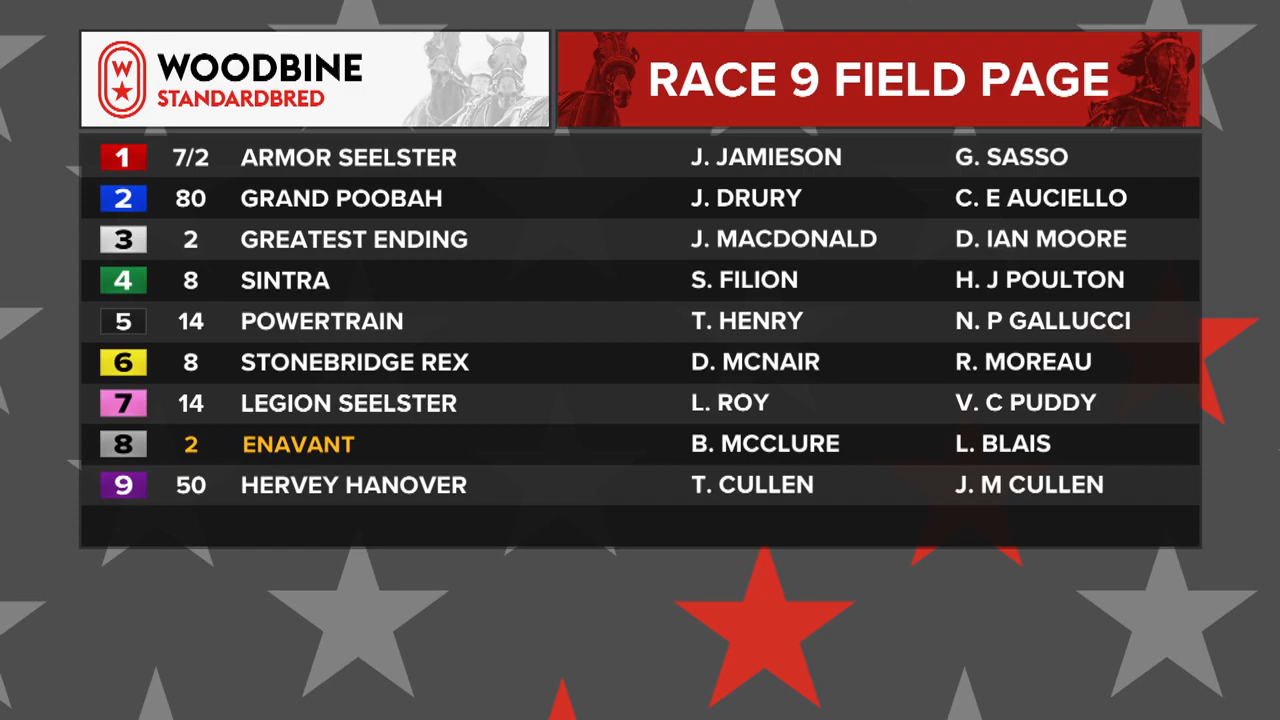 W
WOODBINE
STANDARDBRED
RACE 9 FIELD PAGE
1 7/2 ARMOR SEELSTER J. JAMIESON G. SASSO
2 80 GRAND POOBAH J. DRURY C. E AUCIELLO
3 2 GREATEST ENDING J. MACDONALD D. IAN MOORE
4 8 SINTRA S. FILION H. J POULTON
5 14 POWERTRAIN T. HENRY N. P GALLUCCI
6 8 STONEBRIDGE REX D. MCNAIR R. MOREAU
7 14 LEGION SEELSTER L. ROY V. C PUDDY
8 2 ENAVANT B. MCCLURE L. BLAIS
9 50 HERVEY HANOVER T. CULLEN J. M CULLEN